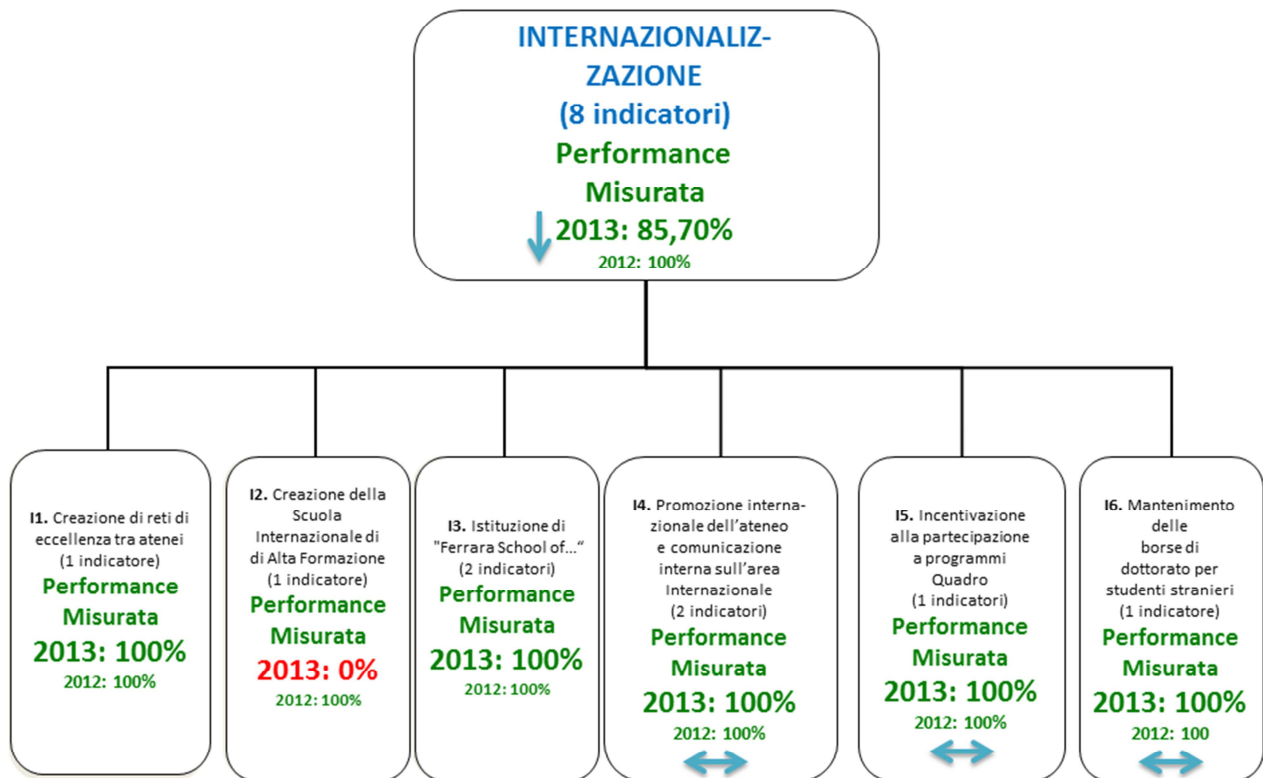 INTERNAZIONALIZ-
ZAZIONE
(8 indicatori)
Performance
Misurata
2013: 85,70%
2012: 100%
I1. Creazione di reti di
eccellenza tra atenei
(1 indicatore)
Performance
Misurata
2013: 100%
2012: 100%
I2. Creazione della
Scuola
Internazionale di
di Alta Formazione
(1 indicatore)
Performance
Misurata
2013: 0%
2012: 100%
I3. Istituzione di
"Ferrara School of…“
(2 indicatori)
Performance
Misurata
2013: 100%
2012: 100%
I4. Promozione interna-
zionale dell’ateneo
e comunicazione
interna sull’area
Internazionale
(2 indicatori)
Performance
Misurata
2013: 100%
2012: 100%
I5. Incentivazione
alla partecipazione
a programmi
Quadro
(1 indicatori)
Performance
Misurata
2013: 100%
2012: 100%
I6. Mantenimento
delle
borse di
dottorato per
studenti stranieri
(1 indicatore)
Performance
Misurata
2013: 100%
2012: 100